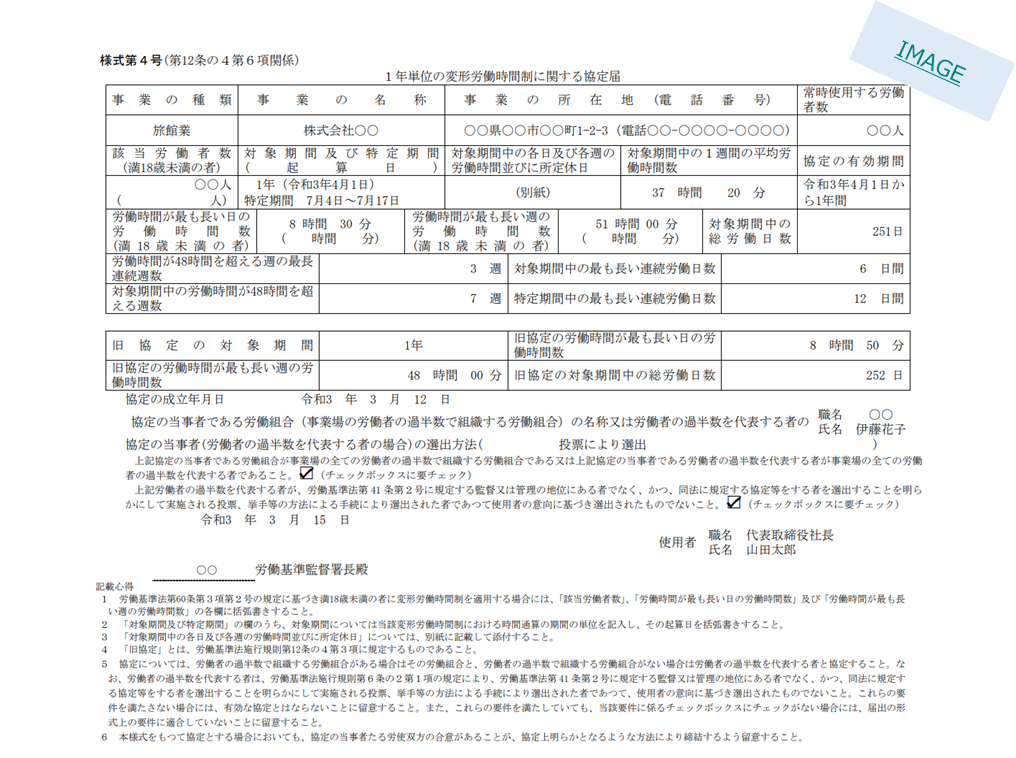 IMAGE
様式第４号(第12条の４第６項関係)
１年単位の変形労働時間制に関する協定届
事業の種類 事業の名称 事業の所在地（電話番号） 常時使用する労働者数
旅館業 株式会社〇〇 〇〇県〇〇市〇〇町1-2-3（電話〇〇-〇〇〇〇-〇〇〇〇） 〇〇人
該当労働者数(満18歳未満の者) 対象期間及び特定期間(起算日) 対象期間中の各日及び各週の労働時間並びに所定休日 対象期間中の１週間の平均労働時間数 協定の有効期間
〇〇人 1年（令和3年4月1日） (別紙) 37 時間 20 分 令和3年4月1日から1年間
( 人) 特定期間 7月4日～7月17日
労働時間が最も長い日の労働時間数(満18歳未満の者) 8 時間 30 分( 時間 分) 労働時間が最も長い週の労働時間数(満18歳未満の者) 51 時間 00 分( 時間 分) 対象期間中の総労働日数 251日
労働時間が48時間を超える週の最長連続週数 3 週 対象期間中の最も長い連続労働日数 6 日間
対象期間中の労働時間が48時間を超える週数 7 週 特定期間中の最も長い連続労働日数 12 日間
旧協定の対象期間 1年 旧協定の労働時間が最も長い日の労働時間数 8 時間 50 分
旧協定の労働時間が最も長い週の労働時間数 48 時間 00 分 旧協定の対象期間中の総労働日数 252 日
協定の成立年月日 令和3 年 3 月 12 日
協定の当事者である労働組合（事業場の労働者の過半数で組織する労働組合）の名称又は労働者の過半数を代表する者の 職名 〇〇
氏名 伊藤花子
協定の当事者(労働者の過半数を代表する者の場合)の選出方法( 投票により選出 )
上記協定の当事者である労働組合が事業場の全ての労働者の過半数で組織する労働組合である又は上記協定の当事者である労働者の過半数を代表する者が事業場の全ての労働
者の過半数を代表する者であること。☑（チェックボックスに要チェック）
上記労働者の過半数を代表する者が、労働基準法第 41 条第２号に規定する監督又は管理の地位にある者でなく、かつ、同法に規定する協定等をする者を選出することを明ら
かにして実施される投票、挙手等の方法による手続により選出された者であつて使用者の意向に基づき選出されたものでないこと。☑（チェックボックスに要チェック）
令和3 年 3 月 15 日
使用者 職名 代表取締役社長
氏名 山田太郎
〇〇 労働基準監督署長殿
記載心得
１ 労働基準法第60条第３項第２号の規定に基づき満18歳未満の者に変形労働時間制を適用する場合には、「該当労働者数」、「労働時間が最も長い日の労働時間数」及び「労働時間が最も長
い週の労働時間数」の各欄に括弧書きすること。
２ 「対象期間及び特定期間」の欄のうち、対象期間については当該変形労働時間制における時間通算の期間の単位を記入し、その起算日を括弧書きすること。
３ 「対象期間中の各日及び各週の労働時間並びに所定休日」については、別紙に記載して添付すること。
４ 「旧協定」とは、労働基準法施行規則第12条の４第３項に規定するものであること。
５ 協定については、労働者の過半数で組織する労働組合がある場合はその労働組合と、労働者の過半数で組織する労働組合がない場合は労働者の過半数を代表する者と協定すること。な
お、労働者の過半数を代表する者は、労働基準法施行規則第６条の２第１項の規定により、労働基準法第 41 条第２号に規定する監督又は管理の地位にある者でなく、かつ、同法に規定す
る協定等をする者を選出することを明らかにして実施される投票、挙手等の方法による手続により選出された者であつて、使用者の意向に基づき選出されたものでないこと。これらの要
件を満たさない場合には、有効な協定とはならないことに留意すること。また、これらの要件を満たしていても、当該要件に係るチェックボックスにチェックがない場合には、届出の形
式上の要件に適合していないことに留意すること。
６ 本様式をもつて協定とする場合においても、協定の当事者たる労使双方の合意があることが、協定上明らかとなるような方法により締結するよう留意すること。